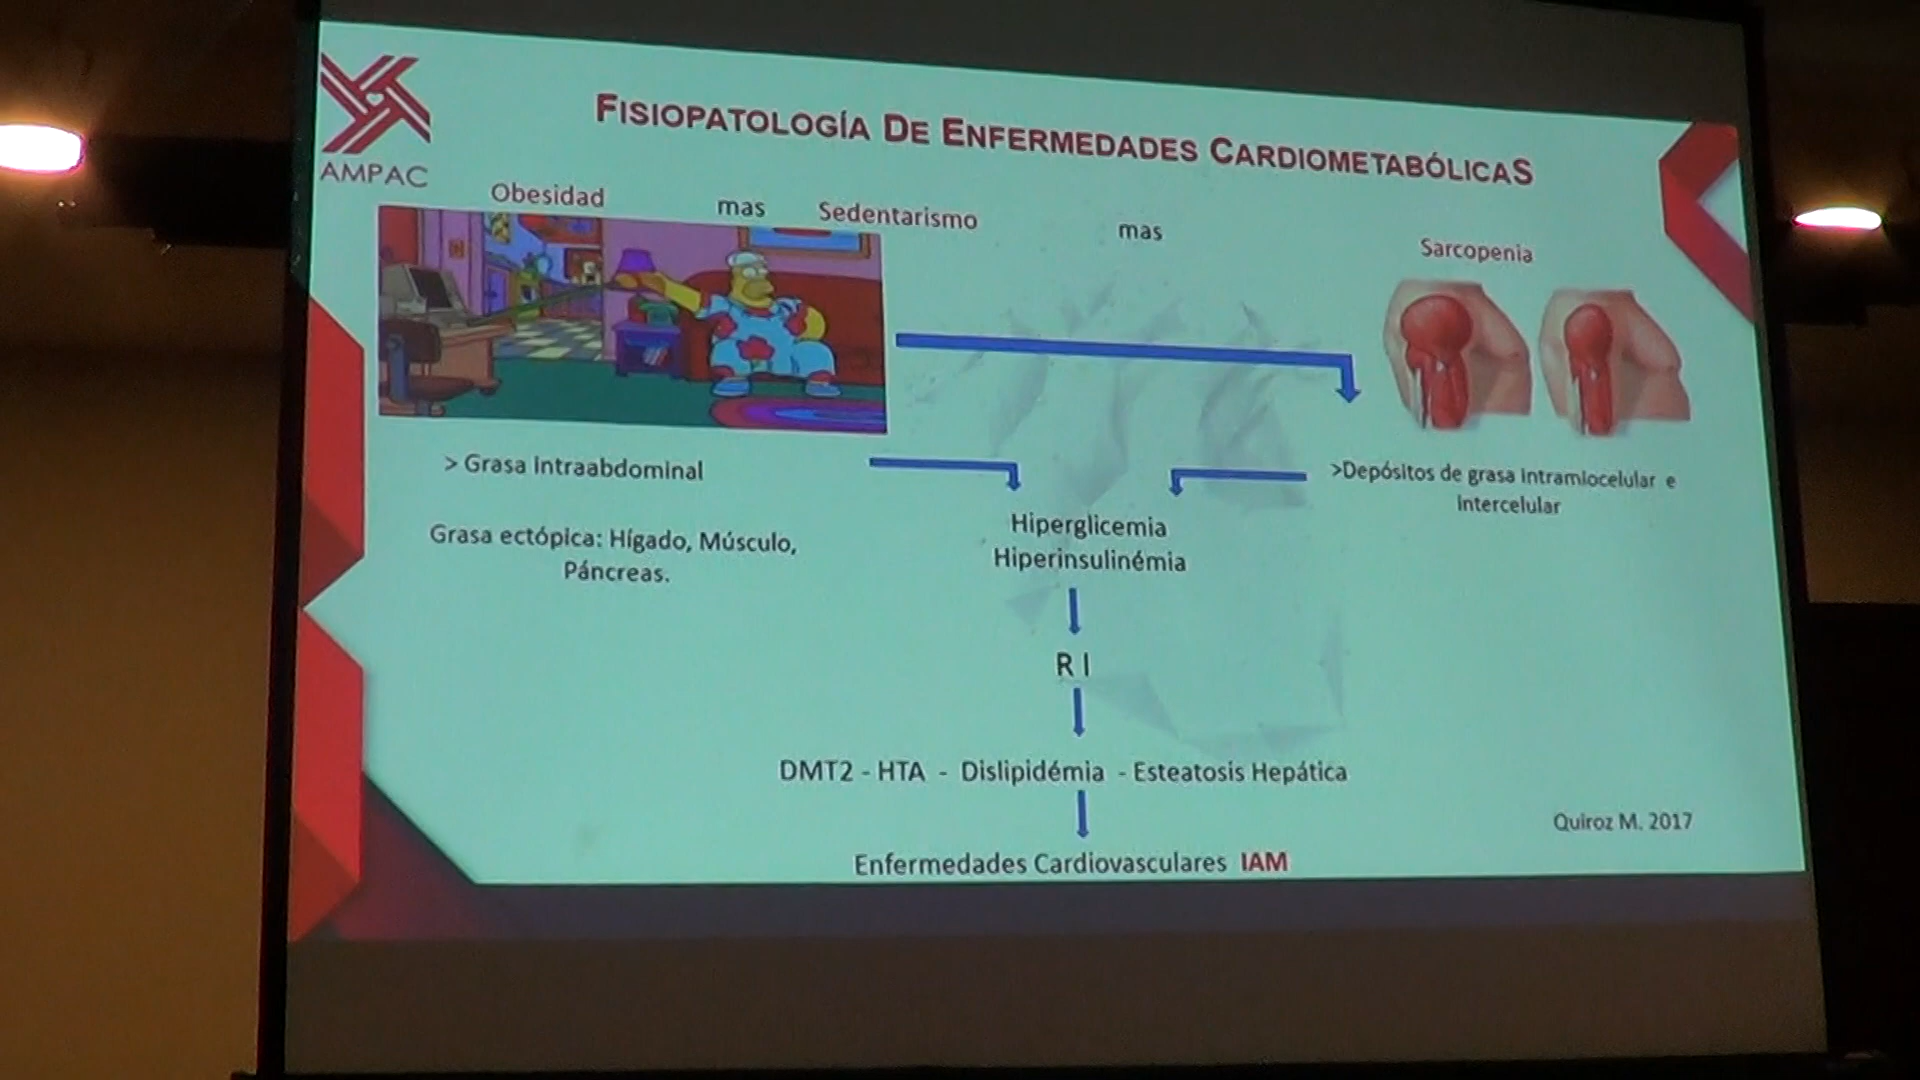 AMPAC
FISIOPATOLOGÍA DE ENFERMEDADES CARDIOMETABÓLICAS
Obesidad mas Sedentarismo mas Sarcopenia
> Grasa Intraabdominal
Grasa ectópica: Hígado, Músculo,
Páncreas.
>Depósitos de grasa intramiocelular e
Intercelular
Hiperglicemia
Hiperinsulinémia
R I
DMT2 - HTA - Dislipidémia - Esteatosis Hepática
Enfermedades Cardiovasculares IAM
Quiroz M. 2017